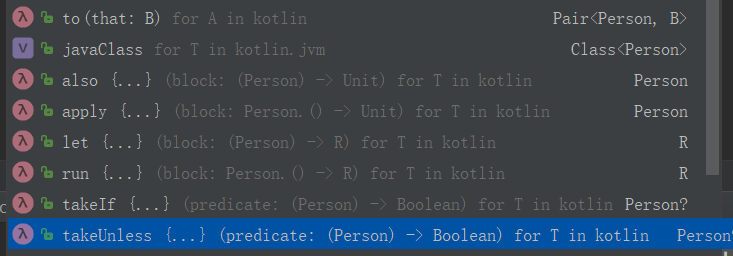 λ to(that: B) for A in kotlin Pair<Person, B>
V javaClass for T in kotlin.jvm Class<Person>
λ also {...} (block: (Person) -> Unit) for T in kotlin Person
λ apply {...} (block: Person.() -> Unit) for T in kotlin Person
λ let {...} (block: (Person) -> R) for T in kotlin R
λ run {...} (block: Person.() -> R) for T in kotlin R
λ takeIf {...} (predicate: (Person) -> Boolean) for T in kotlin Person?
λ takeUnless {...} (predicate: (Person) -> Boolean) for T in kotlin Person?